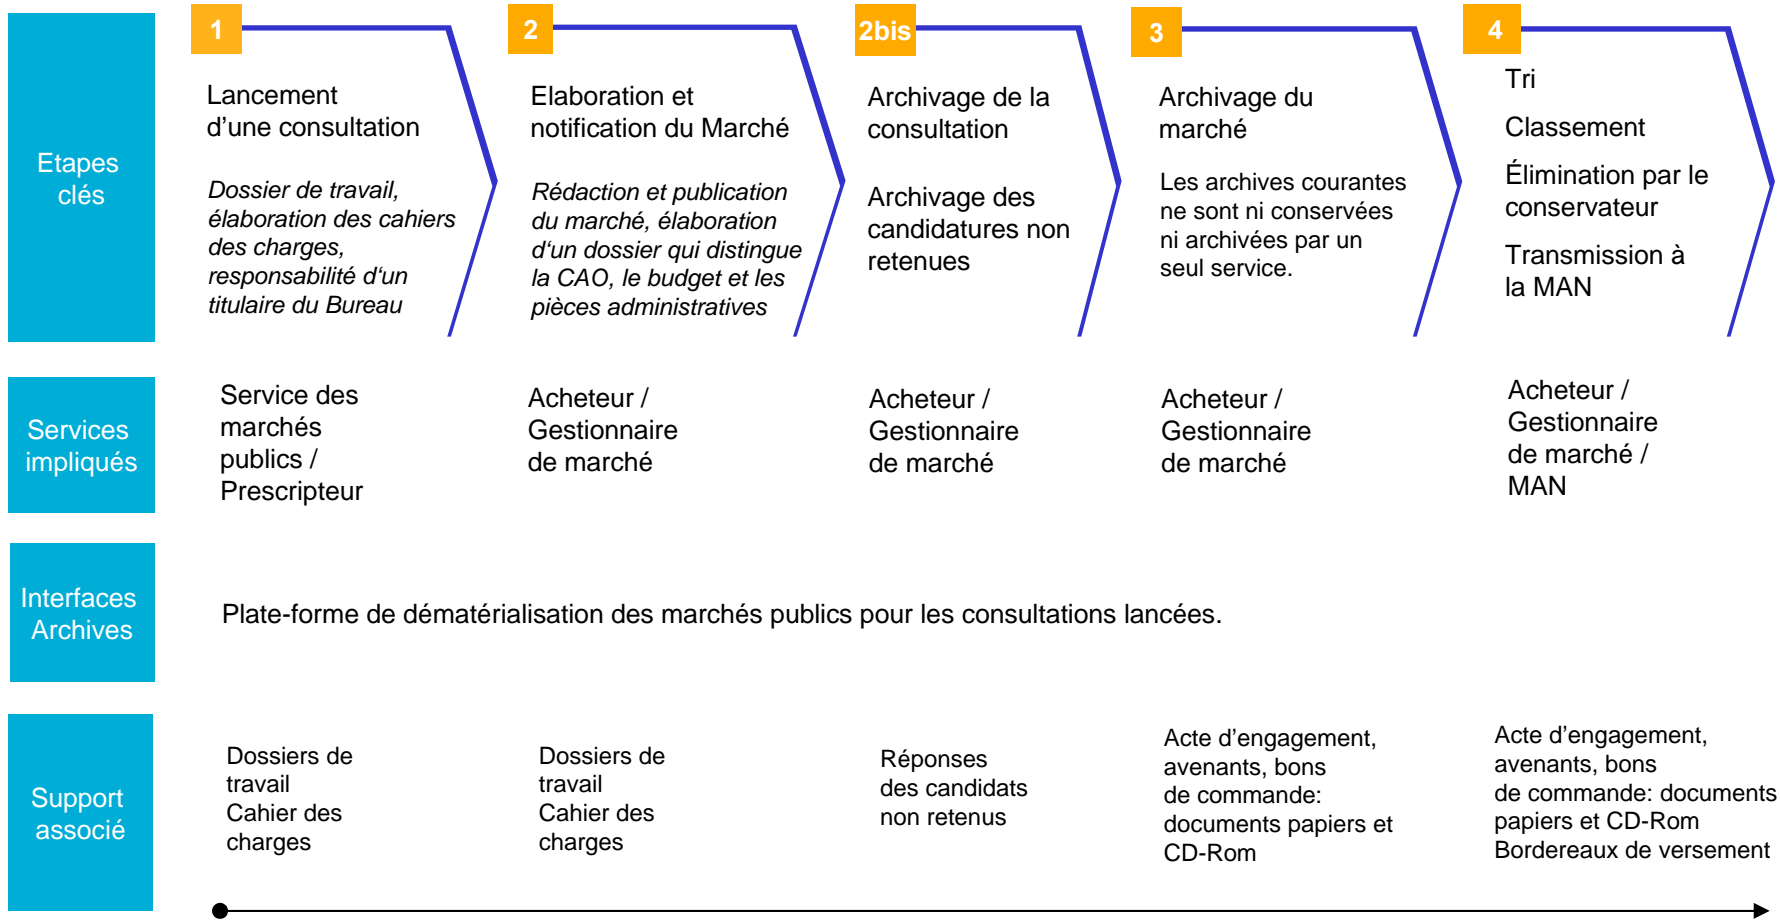 1
2
2bis
3
4
Etapes
clés
Lancement
d’une consultation
Dossier de travail,
élaboration des cahiers
des charges,
responsabilité d‘un
titulaire du Bureau
Elaboration et
notification du Marché
Rédaction et publication
du marché, élaboration
d‘un dossier qui distingue
la CAO, le budget et les
pièces administratives
Archivage de la
consultation
Archivage des
candidatures non
retenues
Archivage du
marché
Les archives courantes
ne sont ni conservées
ni archivées par un
seul service.
Tri
Classement
Élimination par le
conservateur
Transmission à
la MAN
Services
impliqués
Service des
marchés
publics /
Prescripteur
Acheteur /
Gestionnaire
de marché
Acheteur /
Gestionnaire
de marché
Acheteur /
Gestionnaire
de marché
Acheteur /
Gestionnaire
de marché /
MAN
Interfaces
Archives
Plate-forme de dématérialisation des marchés publics pour les consultations lancées.
Support
associé
Dossiers de
travail
Cahier des
charges
Dossiers de
travail
Cahier des
charges
Réponses
des candidats
non retenus
Acte d’engagement,
avenants, bons
de commande:
documents papiers et
CD-Rom
Acte d’engagement,
avenants, bons
de commande: documents
papiers et CD-Rom
Bordereaux de versement